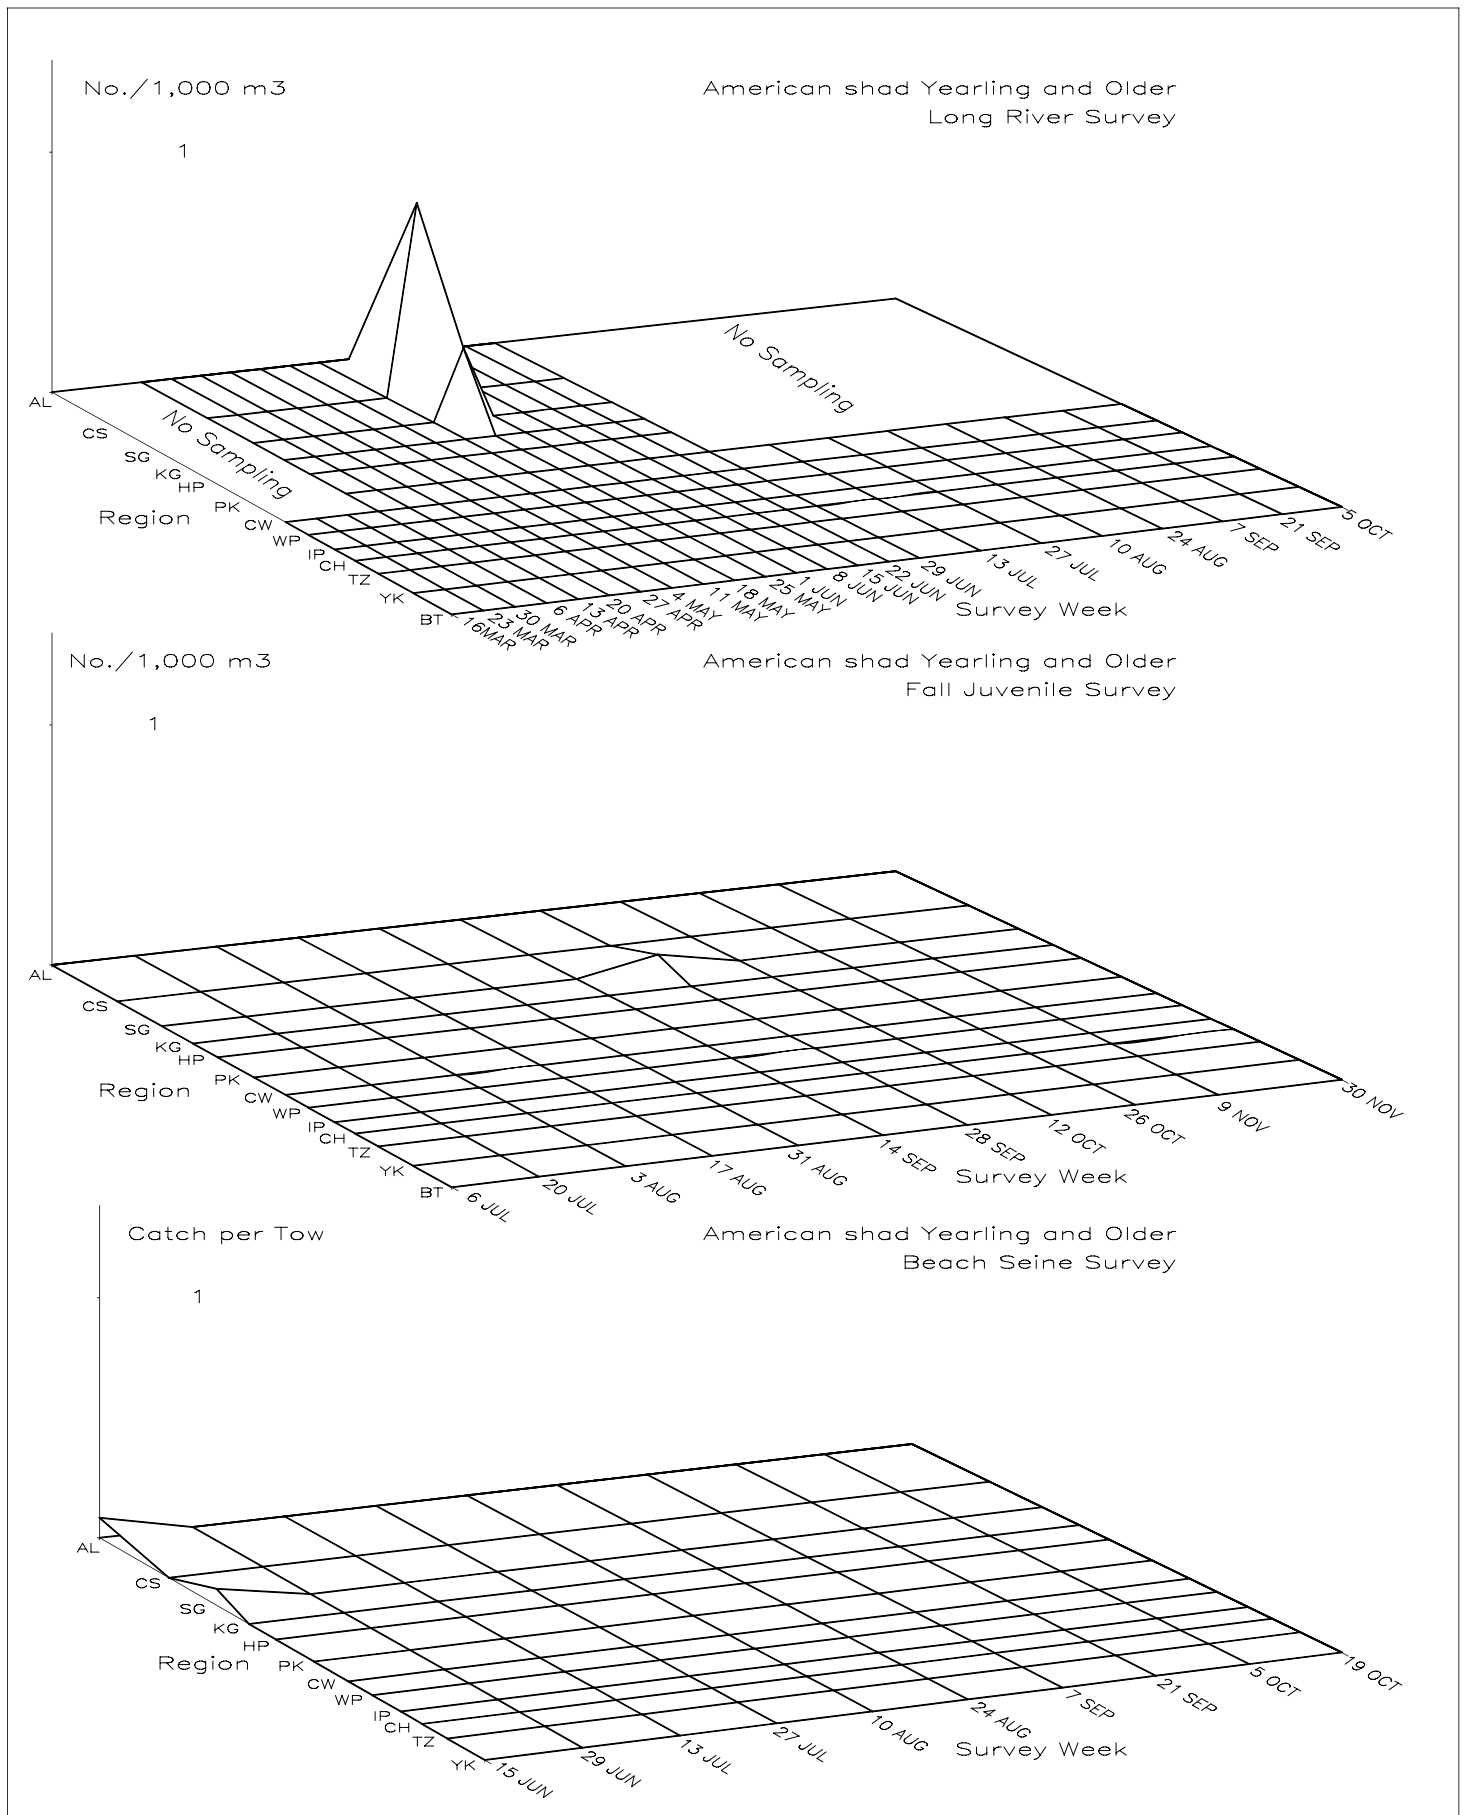 No./1,000 m3
American shad Yearling and Older
Long River Survey
1
No Sampling
No Sampling
AL
CS
SG
KG
HP
PK
CW
WP
IP
CH
TZ
YK
BT
Region
16MAR
23 MAR
30 MAR
6 APR
13 APR
20 APR
27 APR
4 MAY
11 MAY
18 MAY
25 MAY
1 JUN
8 JUN
15 JUN
22 JUN
29 JUN
13 JUL
27 JUL
10 AUG
24 AUG
7 SEP
21 SEP
5 OCT
Survey Week
No./1,000 m3
American shad Yearling and Older
Fall Juvenile Survey
1
AL
CS
SG
KG
HP
PK
CW
WP
IP
CH
TZ
YK
BT
Region
6 JUL
20 JUL
3 AUG
17 AUG
31 AUG
14 SEP
28 SEP
12 OCT
26 OCT
9 NOV
30 NOV
Survey Week
Catch per Tow
American shad Yearling and Older
Beach Seine Survey
1
AL
CS
SG
KG
HP
PK
CW
WP
IP
CH
TZ
YK
Region
15 JUN
29 JUN
13 JUL
27 JUL
10 AUG
24 AUG
7 SEP
21 SEP
5 OCT
19 OCT
Survey Week